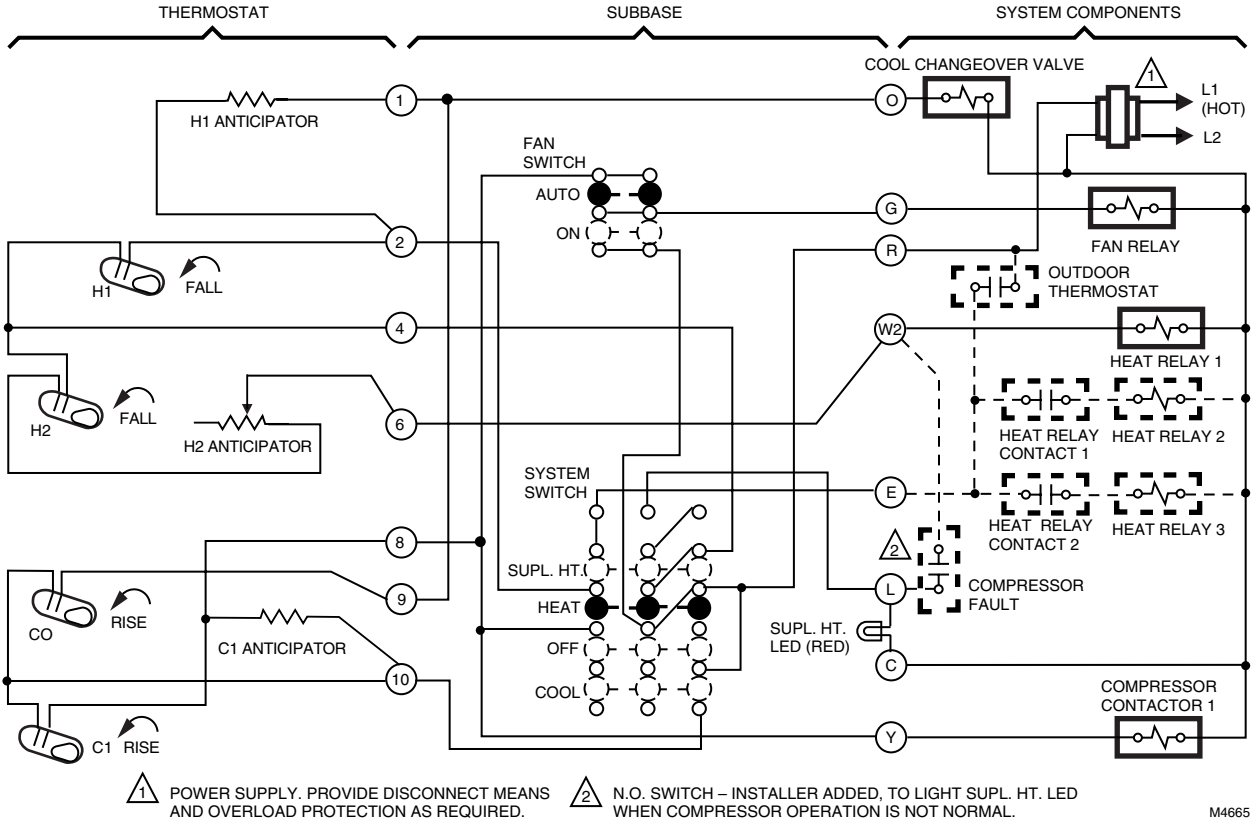 THERMOSTAT
SUBBASE
SYSTEM COMPONENTS
COOL CHANGEOVER VALVE
1
L1
(HOT)
L2
1
O
H1 ANTICIPATOR
FAN
SWITCH
AUTO
ON
G
FAN RELAY
2
R
H1
FALL
OUTDOOR
THERMOSTAT
4
W2
HEAT RELAY 1
H2
FALL
H2 ANTICIPATOR
6
HEAT RELAY
CONTACT 1
HEAT RELAY 2
SYSTEM
SWITCH
E
HEAT RELAY
CONTACT 2
HEAT RELAY 3
8
2
SUPL. HT.
COMPRESSOR
FAULT
L
9
HEAT
CO
RISE
C1 ANTICIPATOR
SUPL. HT.
LED (RED)
OFF
C
10
COOL
COMPRESSOR
CONTACTOR 1
C1
RISE
Y
1
POWER SUPPLY. PROVIDE DISCONNECT MEANS
AND OVERLOAD PROTECTION AS REQUIRED.
2
N.O. SWITCH – INSTALLER ADDED, TO LIGHT SUPL. HT. LED
WHEN COMPRESSOR OPERATION IS NOT NORMAL.
M4665